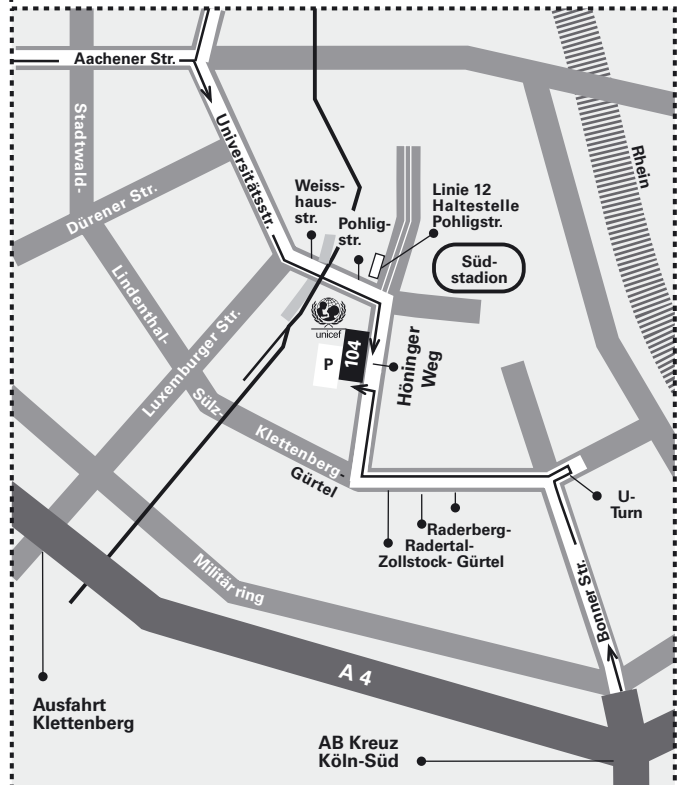 Aachener Str.
Stadtwald-
Universitätsstr.
Rhein
Dürener Str.
Weiss-
haus-
str.
Pohlig-
str.
Linie 12
Haltestelle
Pohligstr.
Süd-
stadion
Lindenthal-
Luxemburger Str.
unicef
P
104
Höninger
Weg
Sülz-
Klettenberg-
Gürtel
U-
Turn
Raderberg-
Radertal-
Zollstock- Gürtel
Militärring
Bonner Str.
A 4
Ausfahrt
Klettenberg
AB Kreuz
Köln-Süd